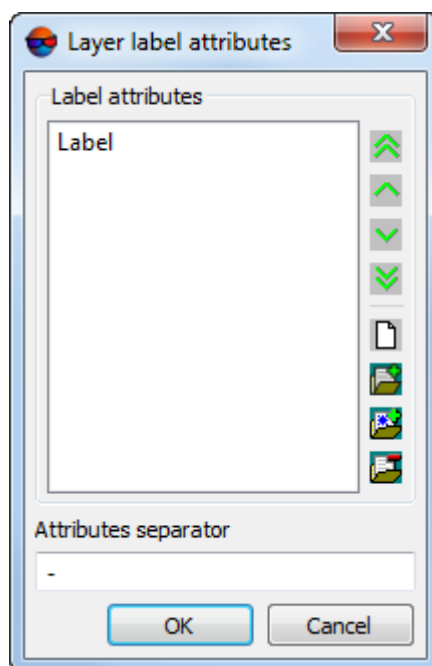 Layer label attributes
Label attributes
Label
Attributes separator
-
OK
Cancel